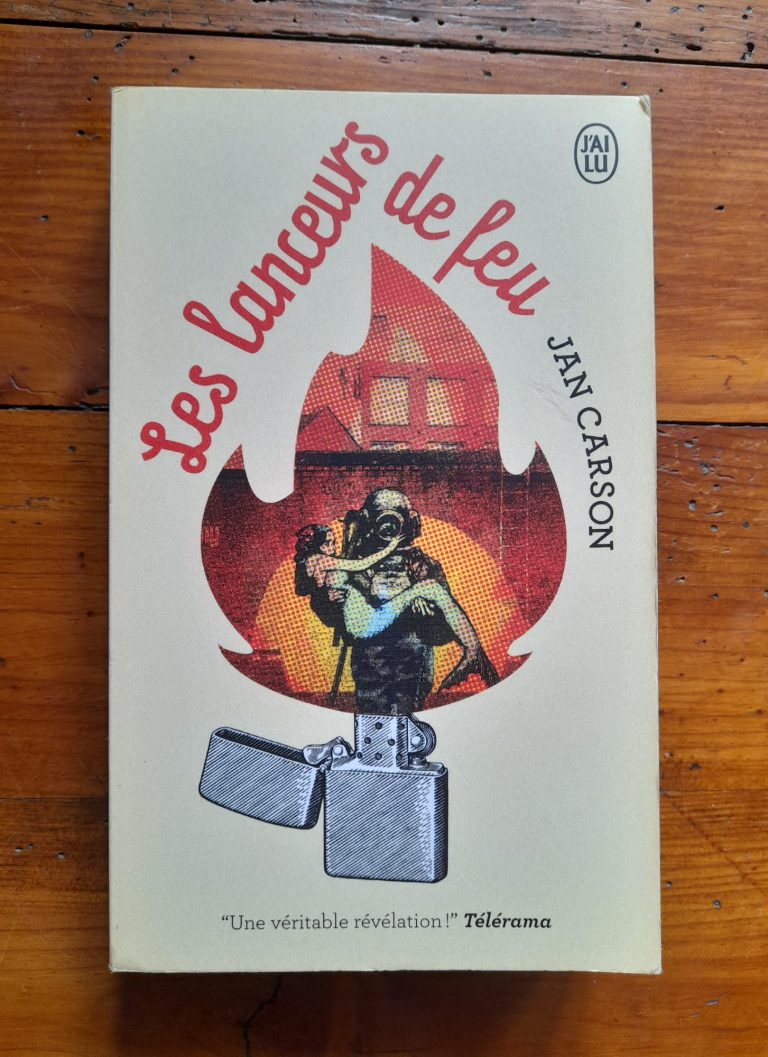 J'AI
LU
Les lanceurs
de feu
JAN CARSON
“Une véritable révélation !” Télérama